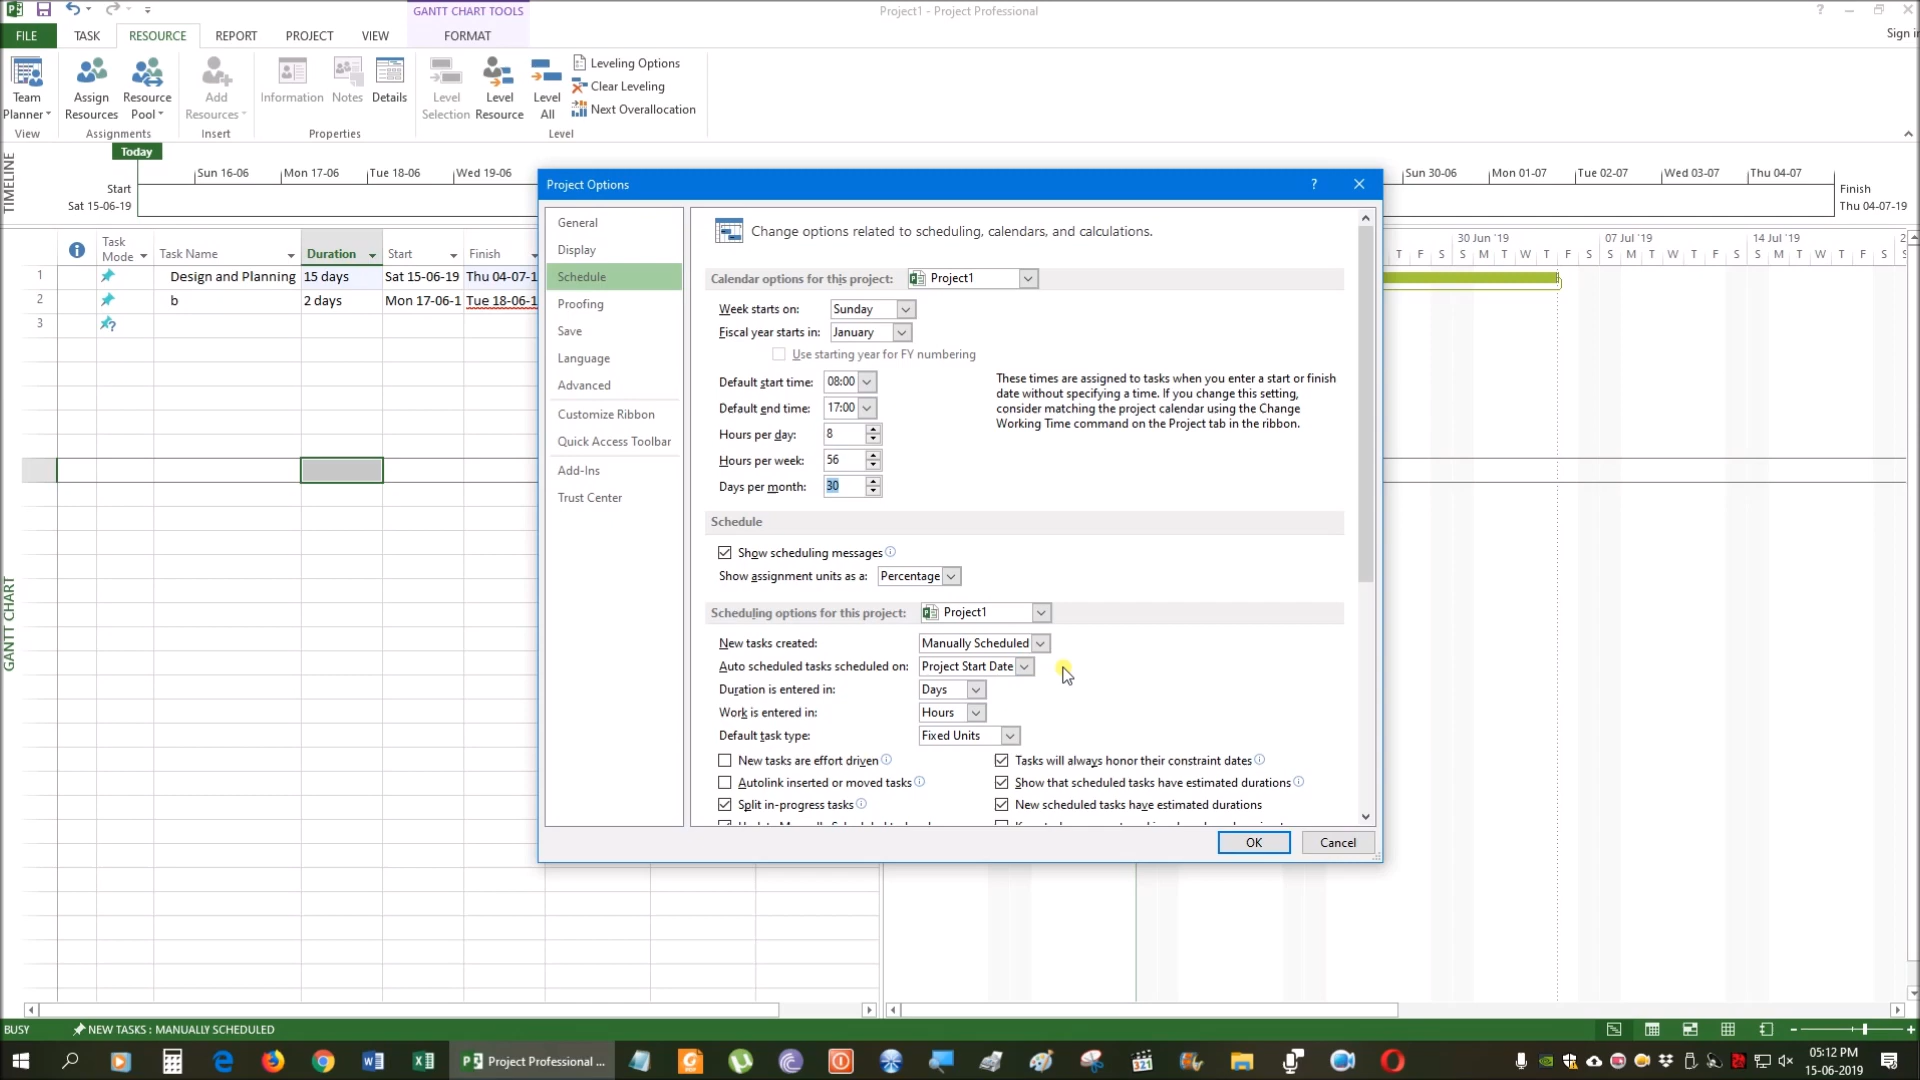 GANTT CHART TOOLS
Project1 - Project Professional
FILE TASK RESOURCE REPORT PROJECT VIEW FORMAT
Sign in
Team Planner
Assign Resources
Resource Pool
Add Resources
Information
Notes
Details
Level Selection
Level Resource
Level All
Leveling Options
Clear Leveling
Next Overallocation
View Assignments Insert Properties Level
TIMELINE
Today
Sun 16-06 Mon 17-06 Tue 18-06 Wed 19-06 Sun 30-06 Mon 01-07 Tue 02-07 Wed 03-07 Thu 04-07
Start
Sat 15-06-19
Finish
Thu 04-07-19
Task Mode Task Name Duration Start Finish
1 Design and Planning 15 days Sat 15-06-19 Thu 04-07-1
2 b 2 days Mon 17-06-1 Tue 18-06-1
3
30 Jun '19 07 Jul '19 14 Jul '19
T F S S M T W T F S S M T W T F S S M T W T F S S
GANTT CHART
Project Options
?
General
Display
Schedule
Proofing
Save
Language
Advanced
Customize Ribbon
Quick Access Toolbar
Add-Ins
Trust Center
Change options related to scheduling, calendars, and calculations.
Calendar options for this project: Project1
Week starts on: Sunday
Fiscal year starts in: January
Use starting year for FY numbering
Default start time: 08:00
Default end time: 17:00
Hours per day: 8
Hours per week: 56
Days per month: 30
These times are assigned to tasks when you enter a start or finish
date without specifying a time. If you change this setting,
consider matching the project calendar using the Change
Working Time command on the Project tab in the ribbon.
Schedule
Show scheduling messages
Show assignment units as a: Percentage
Scheduling options for this project: Project1
New tasks created: Manually Scheduled
Auto scheduled tasks scheduled on: Project Start Date
Duration is entered in: Days
Work is entered in: Hours
Default task type: Fixed Units
New tasks are effort driven
Tasks will always honor their constraint dates
Autolink inserted or moved tasks
Show that scheduled tasks have estimated durations
Split in-progress tasks
New scheduled tasks have estimated durations
OK Cancel
BUSY NEW TASKS : MANUALLY SCHEDULED
Project Professional ...
321
05:12 PM
15-06-2019